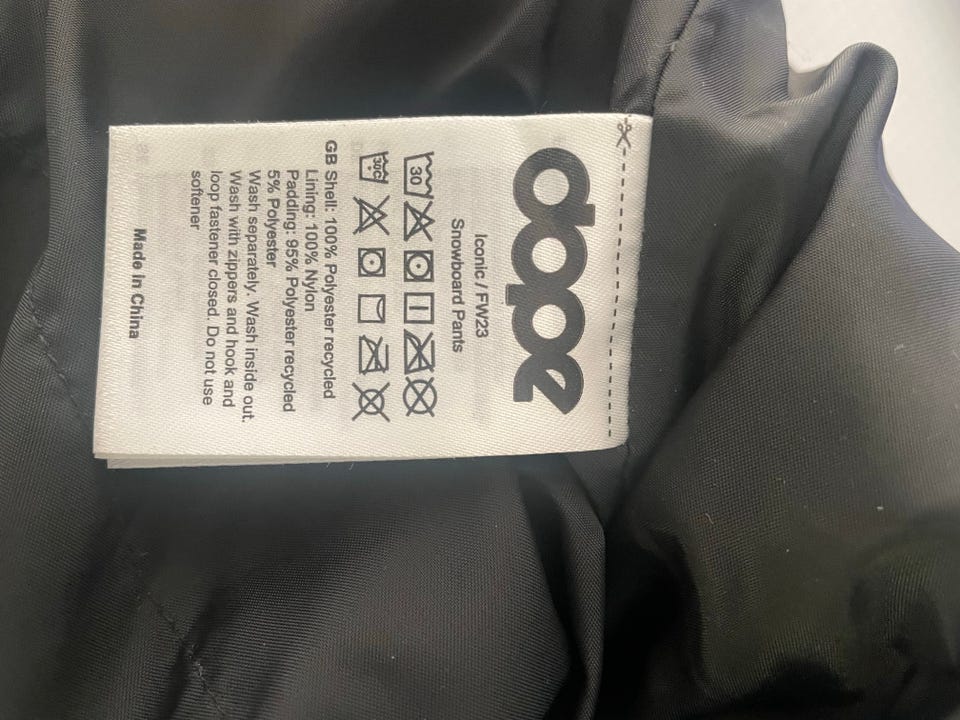 dope
Iconic / FW23
Snowboard Pants
30
30C
GB Shell: 100% Polyester recycled
Lining: 100% Nylon
Padding: 95% Polyester recycled
5% Polyester
Wash separately. Wash inside out.
Wash with zippers and hook and
loop fastener closed. Do not use
softener
Made in China